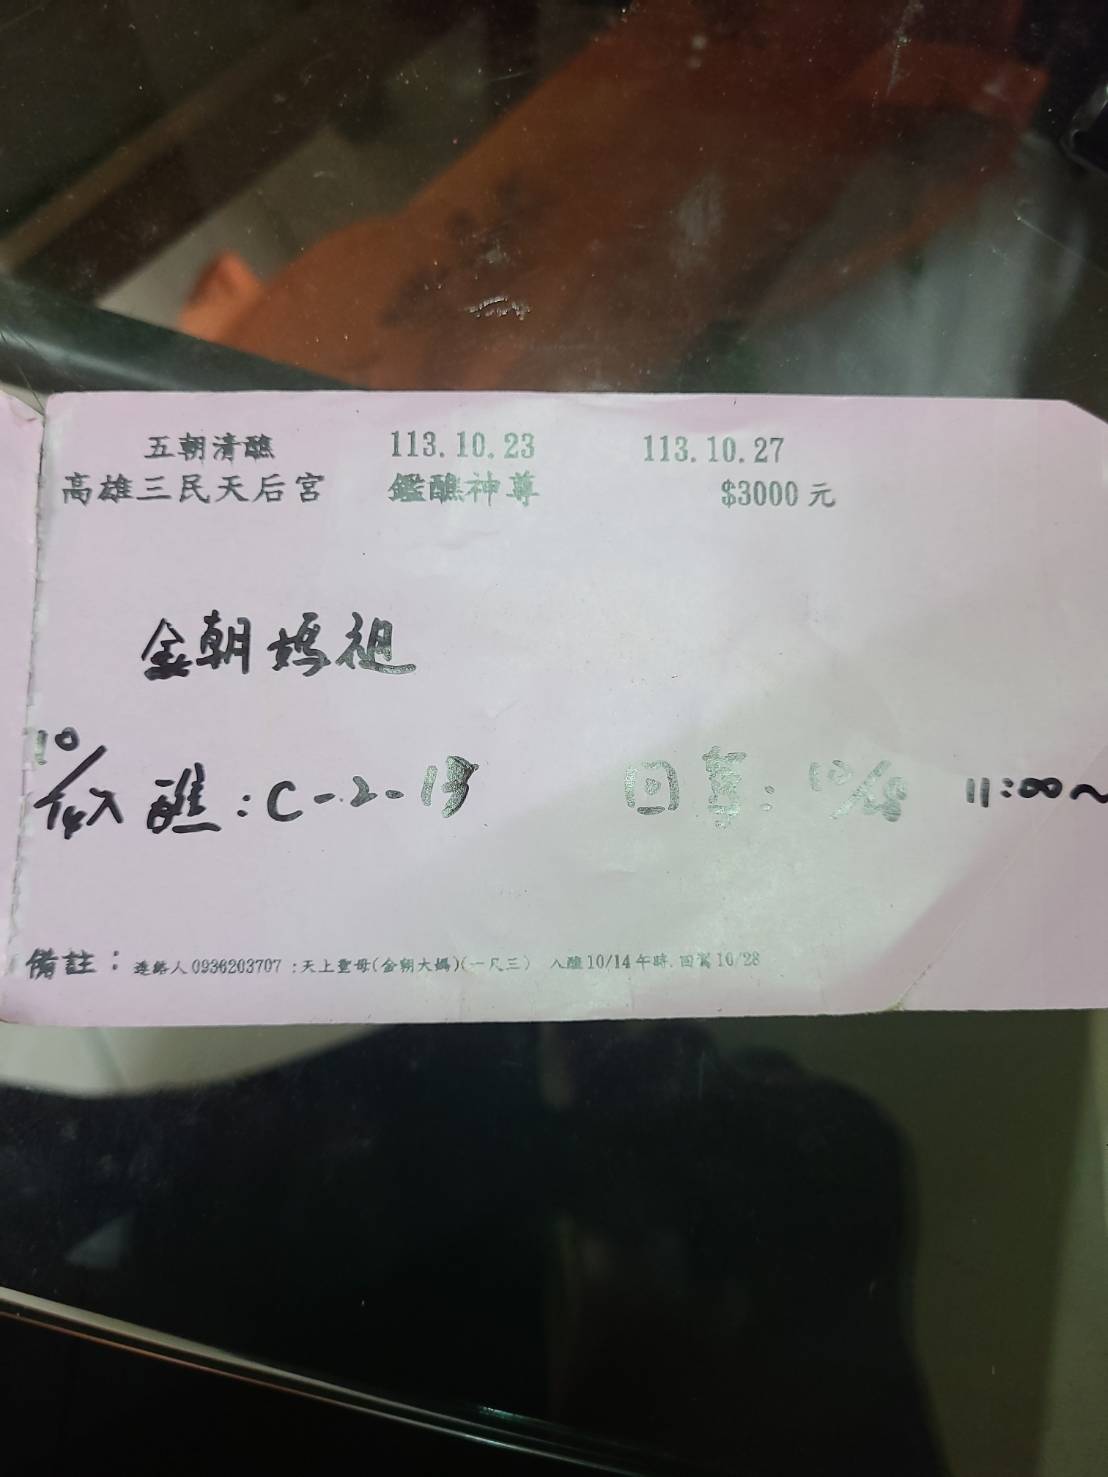 五朝清醮 113.10.23 113.10.27
高雄三民天后宮 鑑醮神尊 $3000 元
金朝媽祖
10/14入醮：C-2-13 回駕：10/28 11:00~
備註：連絡人0936203707：天上聖母(金朝大媽)(一尺三) 入醮10/14午時.回駕10/28